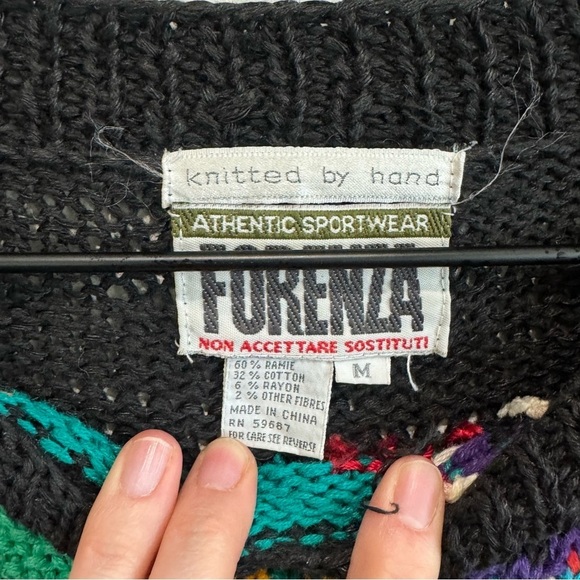 knitted by hand
ATHENTIC SPORTWEAR
FORENZA
NON ACCETTARE SOSTITUTI
60% RAMIE
32% COTTON
6% RAYON
2% OTHER FIBRES
MADE IN CHINA
RN 59687
FOR CARE SEE REVERSE
M